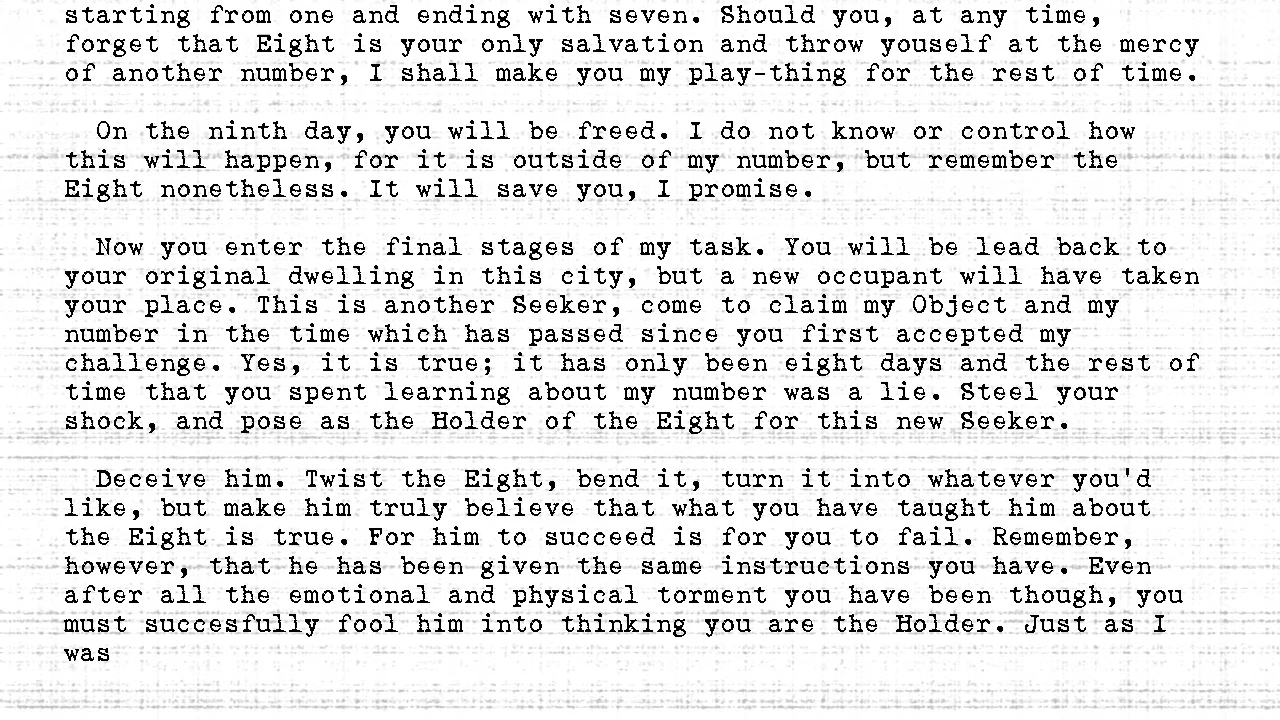 starting from one and ending with seven. Should you, at any time,
forget that Eight is your only salvation and throw youself at the mercy
of another number, I shall make you my play-thing for the rest of time.
On the ninth day, you will be freed. I do not know or control how
this will happen, for it is outside of my number, but remember the
Eight nonetheless. It will save you, I promise.
Now you enter the final stages of my task. You will be lead back to
your original dwelling in this city, but a new occupant will have taken
your place. This is another Seeker, come to claim my Object and my
number in the time which has passed since you first accepted my
challenge. Yes, it is true; it has only been eight days and the rest of
time that you spent learning about my number was a lie. Steel your
shock, and pose as the Holder of the Eight for this new Seeker.
Deceive him. Twist the Eight, bend it, turn it into whatever you'd
like, but make him truly believe that what you have taught him about
the Eight is true. For him to succeed is for you to fail. Remember,
however, that he has been given the same instructions you have. Even
after all the emotional and physical torment you have been though, you
must succesfully fool him into thinking you are the Holder. Just as I
was